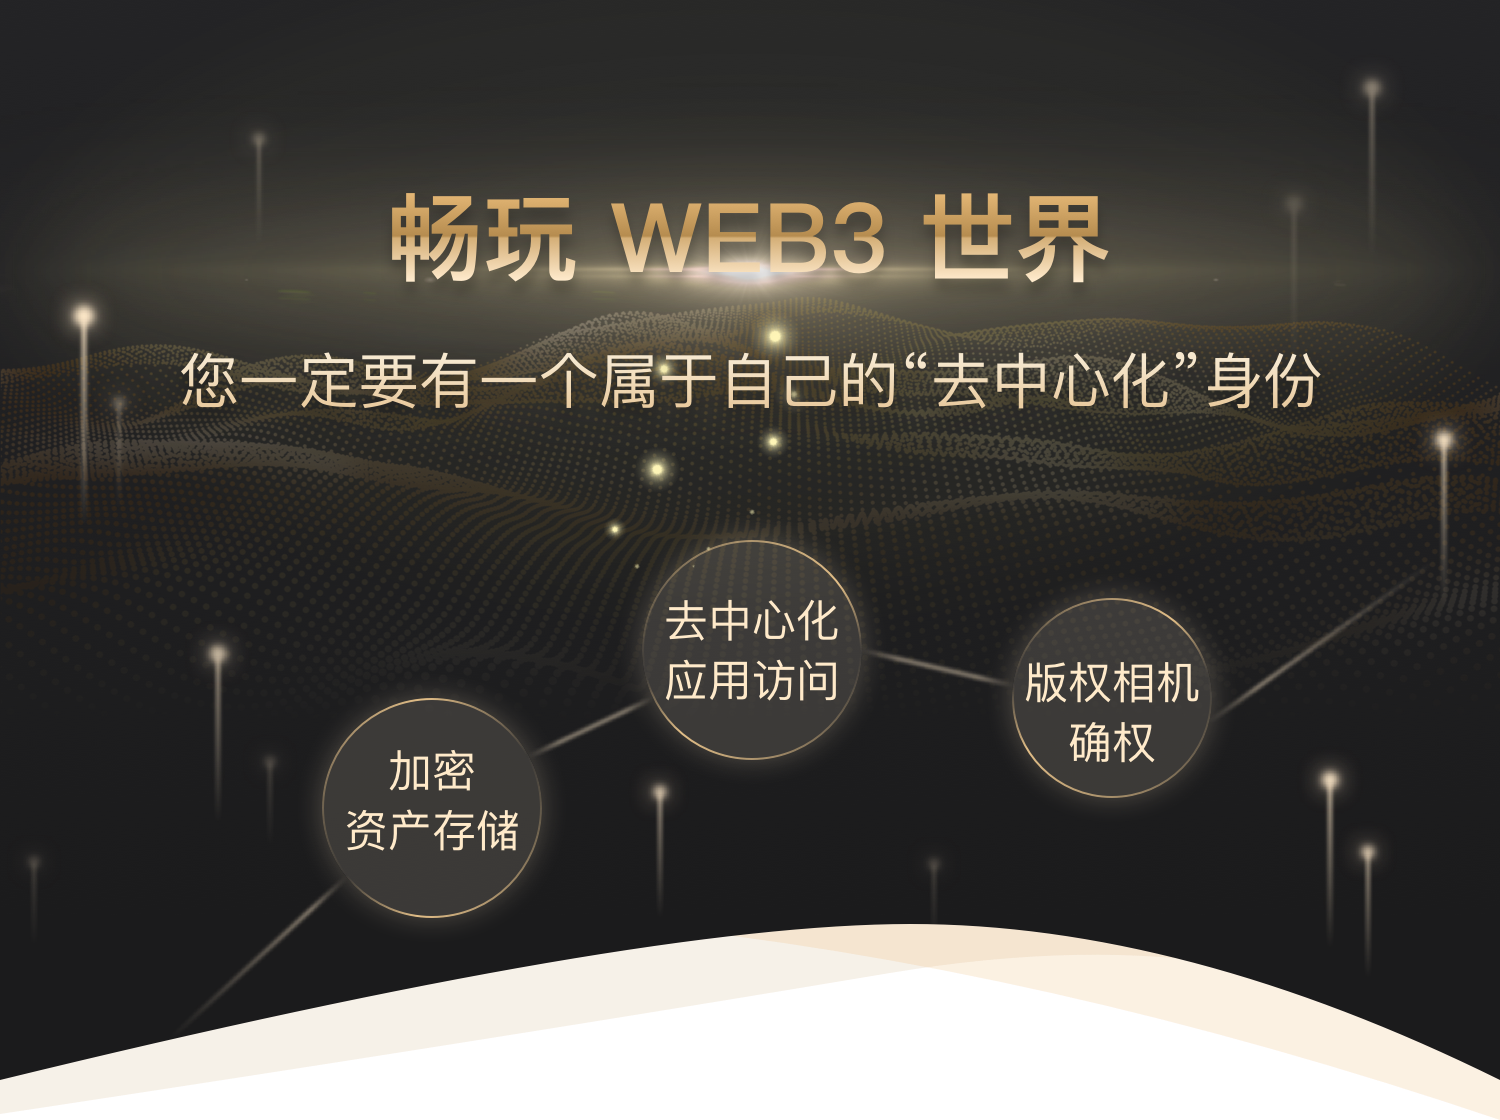 畅玩 WEB3 世界
您一定要有一个属于自己的“去中心化”身份
去中心化
应用访问
版权相机
确权
加密
资产存储